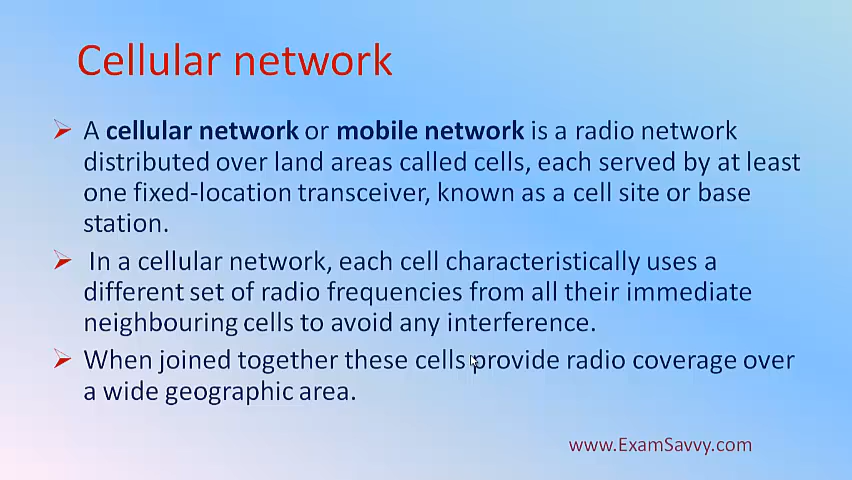 Cellular network
A cellular network or mobile network is a radio network
distributed over land areas called cells, each served by at least
one fixed-location transceiver, known as a cell site or base
station.
In a cellular network, each cell characteristically uses a
different set of radio frequencies from all their immediate
neighbouring cells to avoid any interference.
When joined together these cells provide radio coverage over
a wide geographic area.
www.ExamSavvy.com